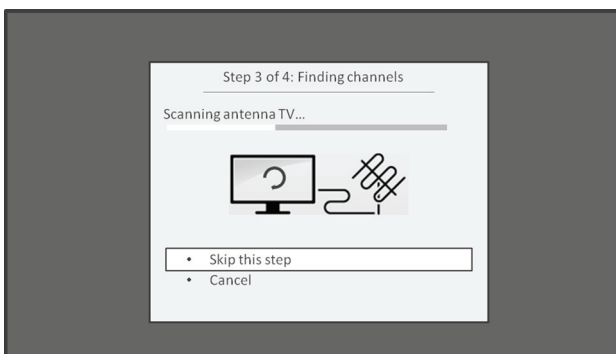 Step 3 of 4: Finding channels
Scanning antenna TV...
• Skip this step
• Cancel